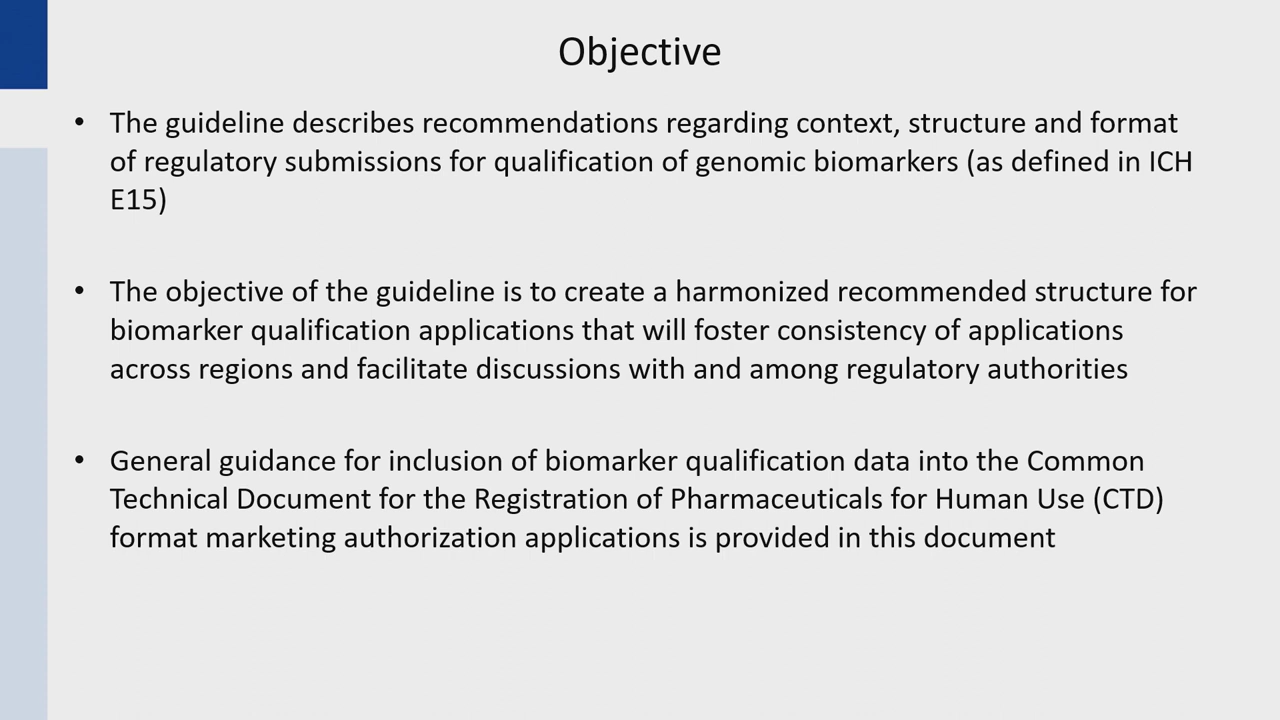 Objective
• The guideline describes recommendations regarding context, structure and format
of regulatory submissions for qualification of genomic biomarkers (as defined in ICH
E15)
• The objective of the guideline is to create a harmonized recommended structure for
biomarker qualification applications that will foster consistency of applications
across regions and facilitate discussions with and among regulatory authorities
• General guidance for inclusion of biomarker qualification data into the Common
Technical Document for the Registration of Pharmaceuticals for Human Use (CTD)
format marketing authorization applications is provided in this document